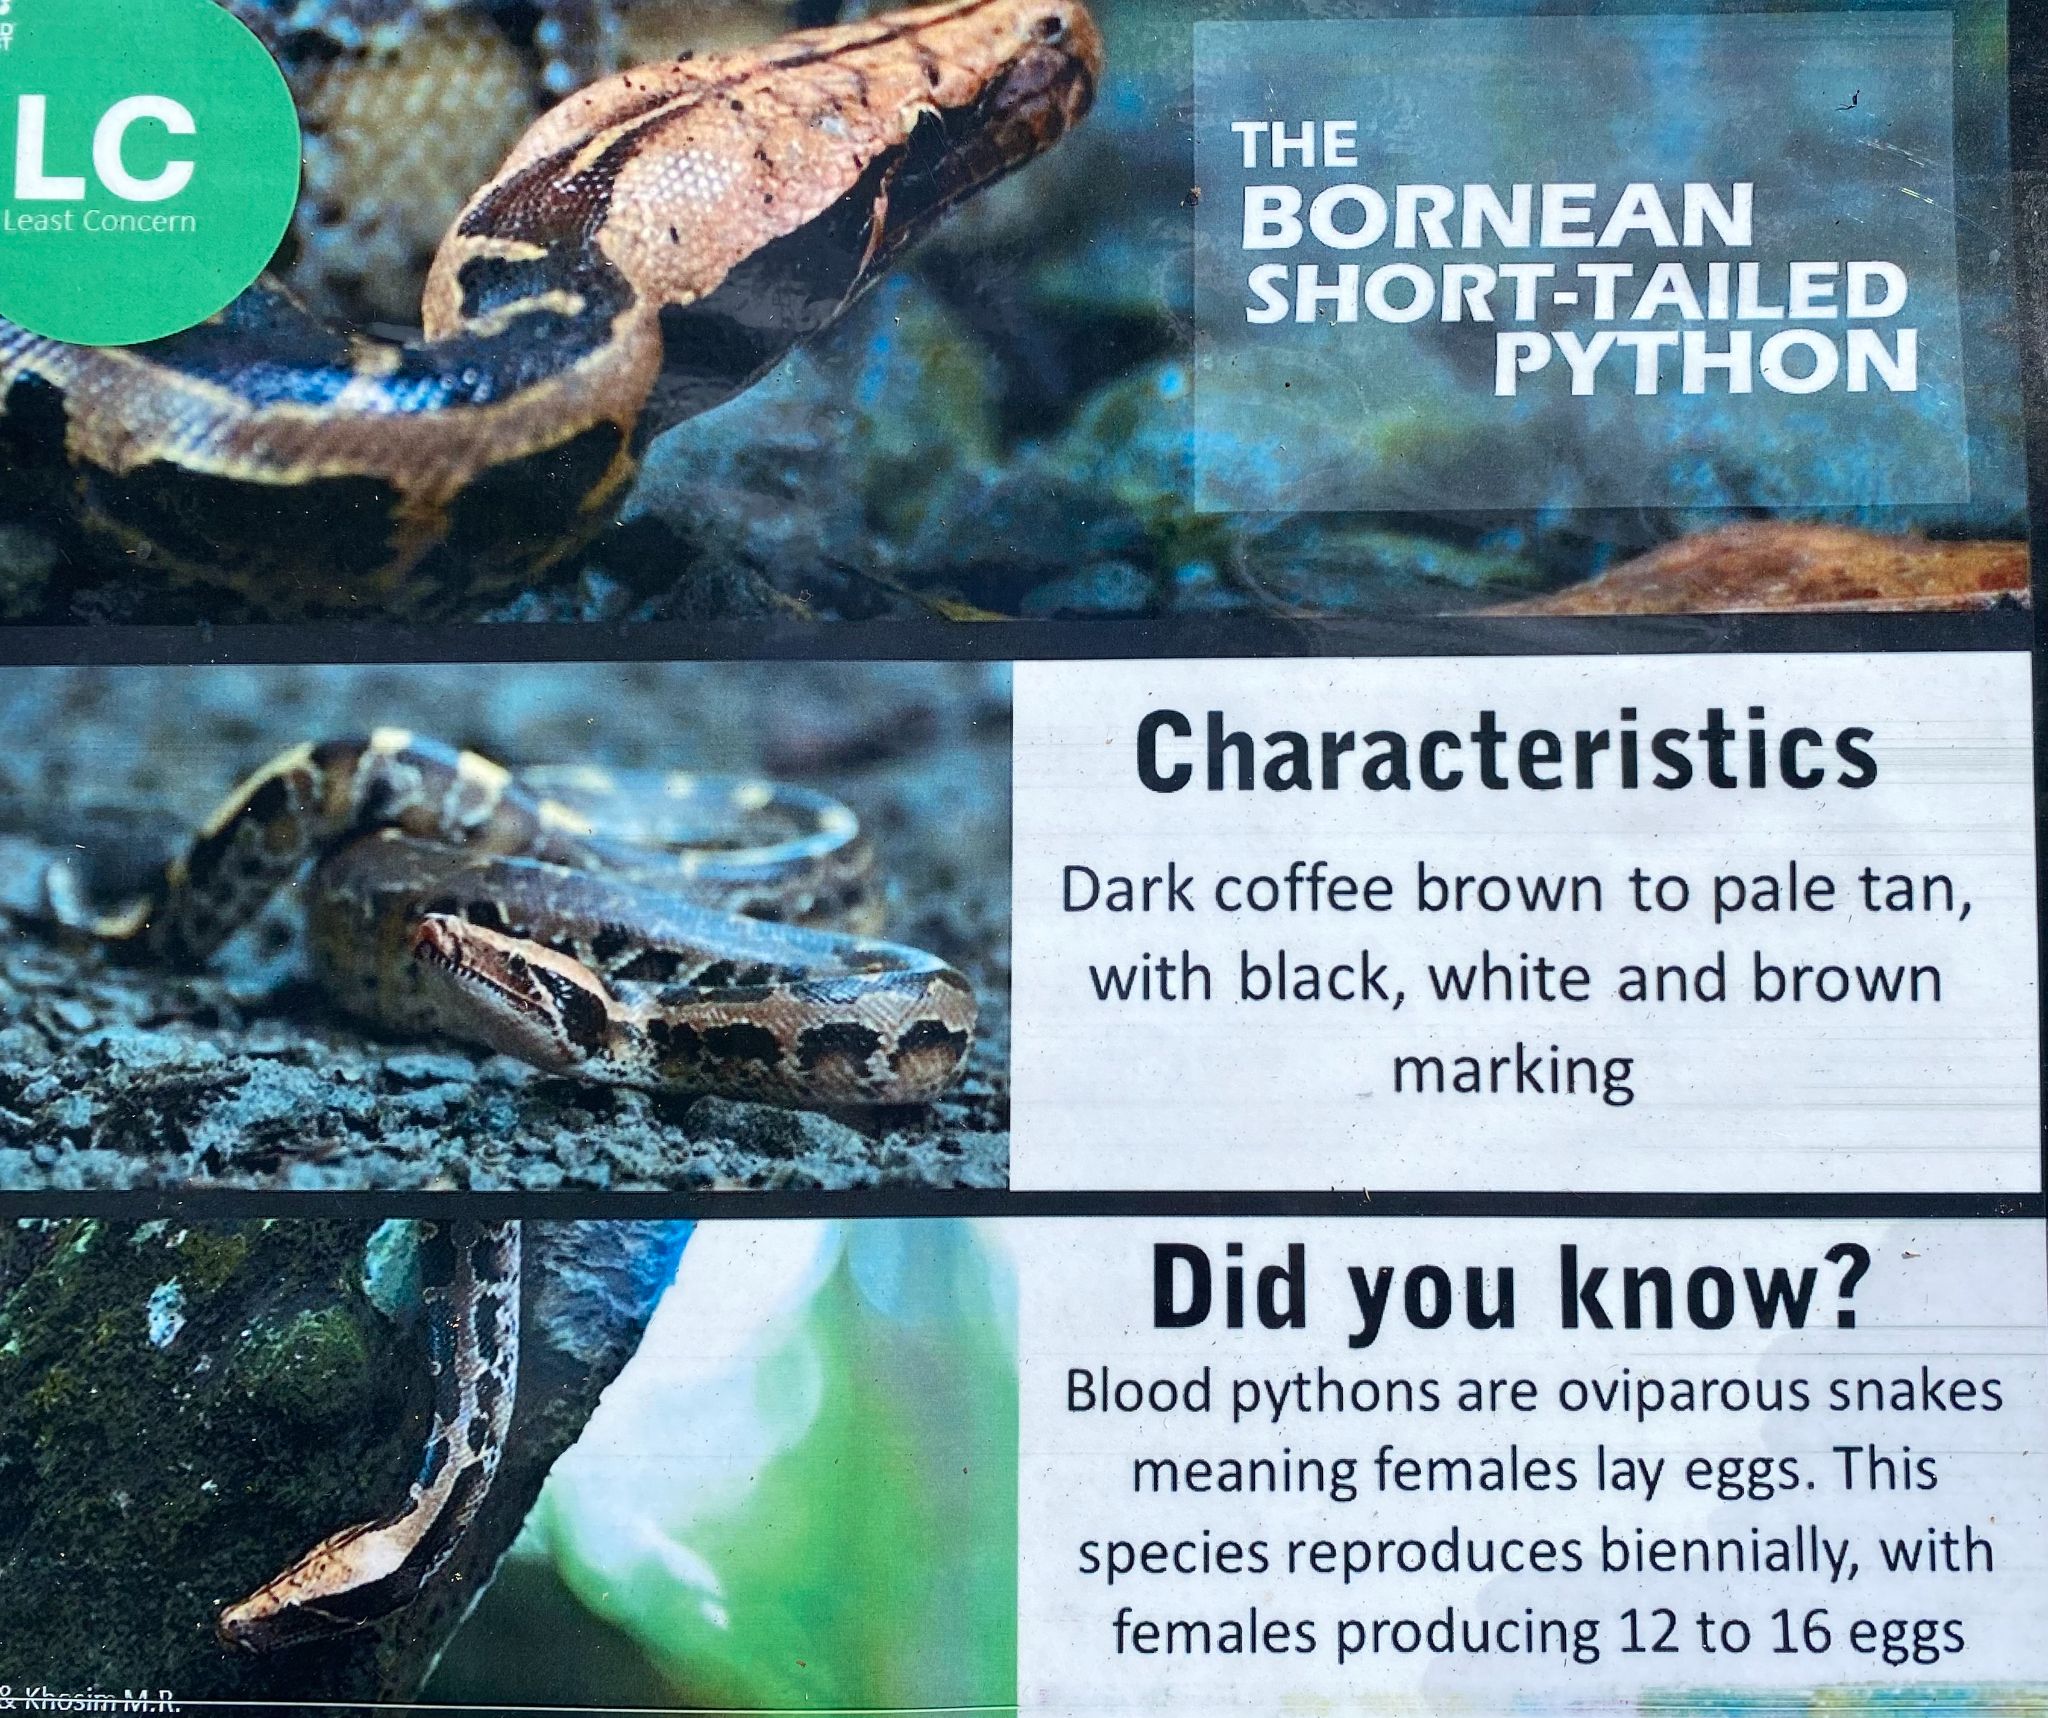 LC
Least Concern
THE
BORNEAN
SHORT-TAILED
PYTHON
Characteristics
Dark coffee brown to pale tan,
with black, white and brown
marking
Did you know?
Blood pythons are oviparous snakes
meaning females lay eggs. This
species reproduces biennially, with
females producing 12 to 16 eggs
& Khosim M.R.